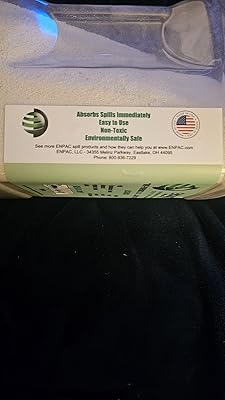 Absorbs Spills Immediately
Easy to Use
Non-Toxic
Environmentally Safe
See more ENPAC spill products and how they can help you at www.ENPAC.com
ENPAC, LLC - 34355 Melinz Parkway, Eastlake, OH 44095
Phone: 800-936-7229